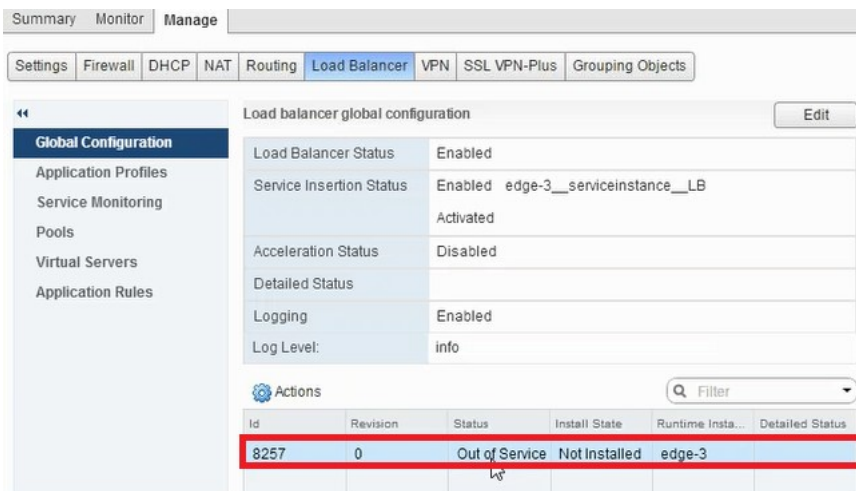 Summary Monitor Manage
Settings Firewall DHCP NAT Routing Load Balancer VPN SSL VPN-Plus Grouping Objects
Global Configuration
Application Profiles
Service Monitoring
Pools
Virtual Servers
Application Rules
Load balancer global configuration Edit
Load Balancer Status Enabled
Service Insertion Status Enabled edge-3__serviceinstance__LB
Activated
Acceleration Status Disabled
Detailed Status
Logging Enabled
Log Level: info
Actions Filter
Id Revision Status Install State Runtime Insta... Detailed Status
8257 0 Out of Service Not Installed edge-3